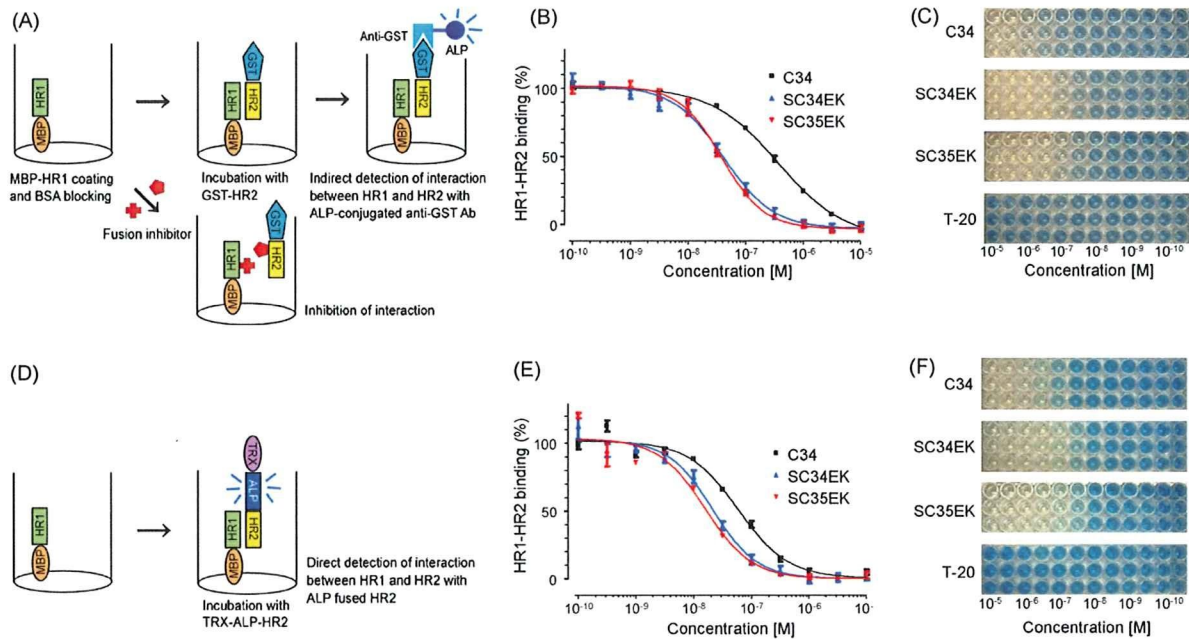 (A)
HR1
MBP
MBP-HR1 coating
and BSA blocking
Fusion inhibitor
GST
HR1
HR2
MBP
Incubation with
GST-HR2
GST
HR1
HR2
MBP
Inhibition of interaction
Anti-GST
ALP
GST
HR1
HR2
MBP
Indirect detection of interaction
between HR1 and HR2 with
ALP-conjugated anti-GST Ab
(B)
HR1-HR2 binding (%)
100
50
0
C34
SC34EK
SC35EK
10-10
10-9
10-8
10-7
10-6
10-5
Concentration [M]
(C)
C34
SC34EK
SC35EK
T-20
10-5 10-6 10-7 10-8 10-9 10-10
Concentration [M]
(D)
HR1
MBP
TRX
ALP
HR1
HR2
MBP
Incubation with
TRX-ALP-HR2
Direct detection of interaction
between HR1 and HR2 with
ALP fused HR2
(E)
HR1-HR2 binding (%)
100
50
0
C34
SC34EK
SC35EK
10-10
10-9
10-8
10-7
10-6
10-
Concentration [M]
(F)
C34
SC34EK
SC35EK
T-20
10-5 10-6 10-7 10-8 10-9 10-10
Concentration [M]